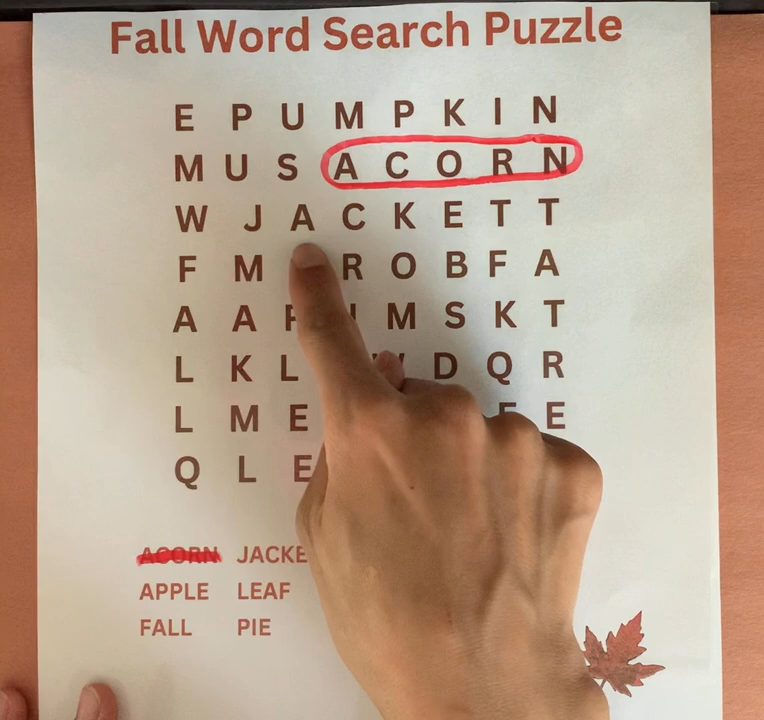 Fall Word Search Puzzle
E P U M P K I N
M U S A C O R N
W J A C K E T T
F M R O B F A
A A M S K T
L K L D Q R
L M E E
Q L E
ACORN JACKE
APPLE LEAF
FALL PIE